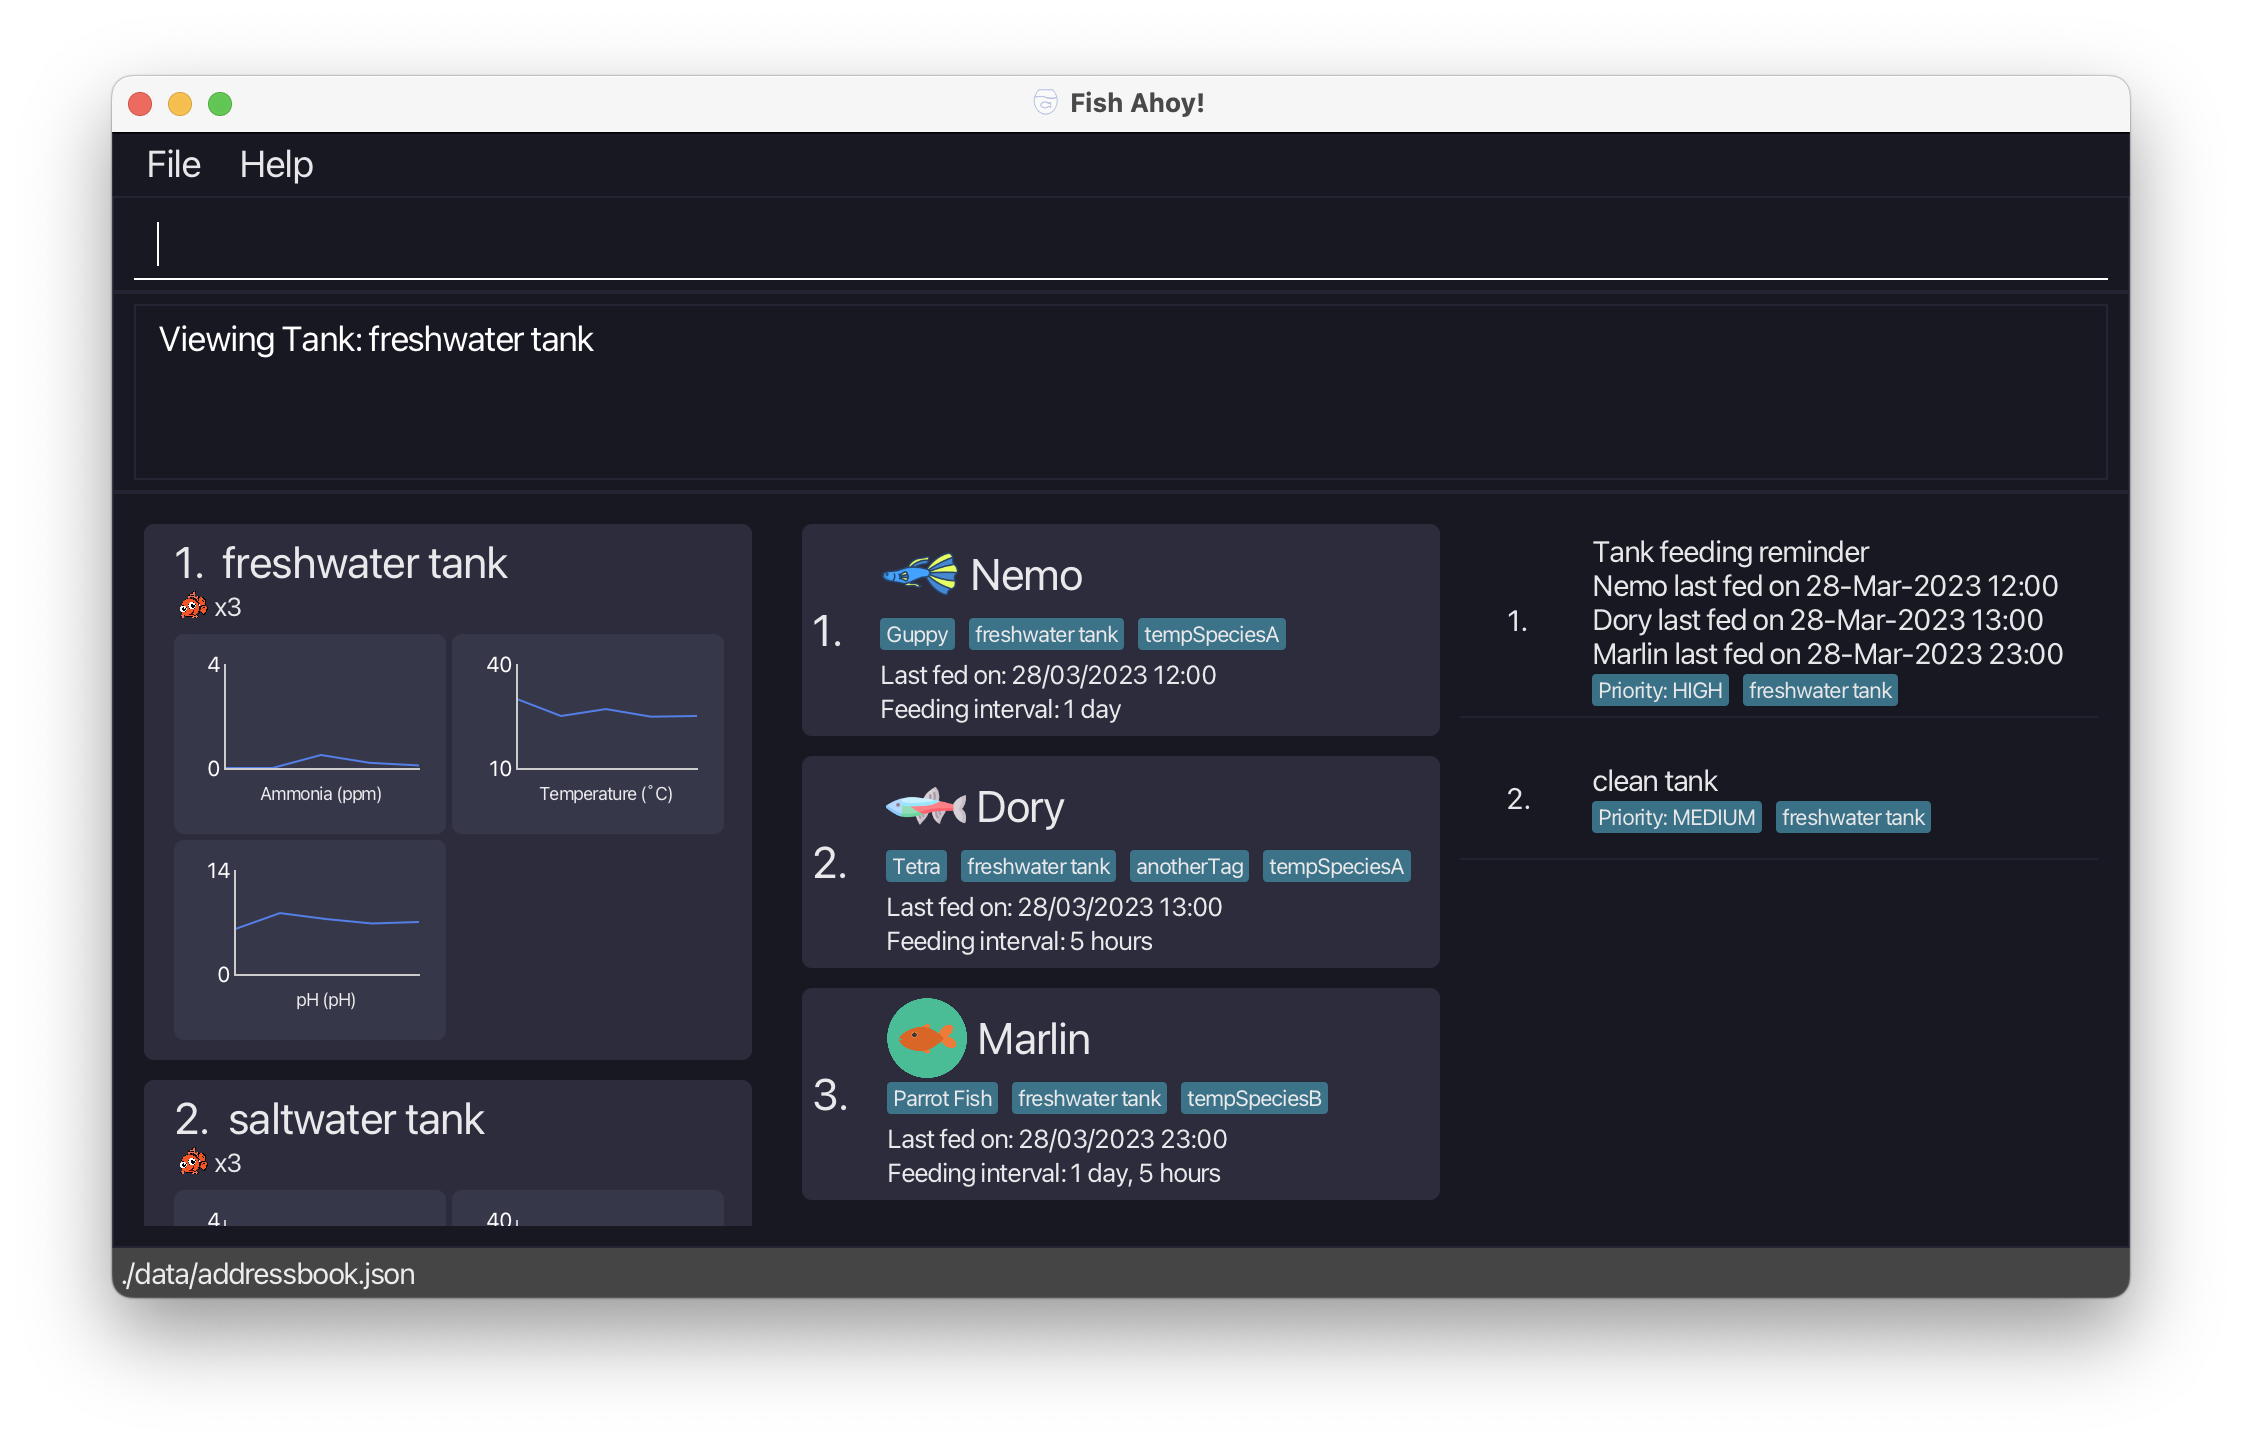 Fish Ahoy!
File Help
Viewing Tank: freshwater tank
1. freshwater tank
x3
4
0
Ammonia (ppm)
40
10
Temperature (˚C)
14
0
pH (pH)
2. saltwater tank
x3
4
40
1.
Nemo
Guppy freshwater tank tempSpeciesA
Last fed on: 28/03/2023 12:00
Feeding interval: 1 day
2.
Dory
Tetra freshwater tank anotherTag tempSpeciesA
Last fed on: 28/03/2023 13:00
Feeding interval: 5 hours
3.
Marlin
Parrot Fish freshwater tank tempSpeciesB
Last fed on: 28/03/2023 23:00
Feeding interval: 1 day, 5 hours
1.
Tank feeding reminder
Nemo last fed on 28-Mar-2023 12:00
Dory last fed on 28-Mar-2023 13:00
Marlin last fed on 28-Mar-2023 23:00
Priority: HIGH freshwater tank
2.
clean tank
Priority: MEDIUM freshwater tank
./data/addressbook.json